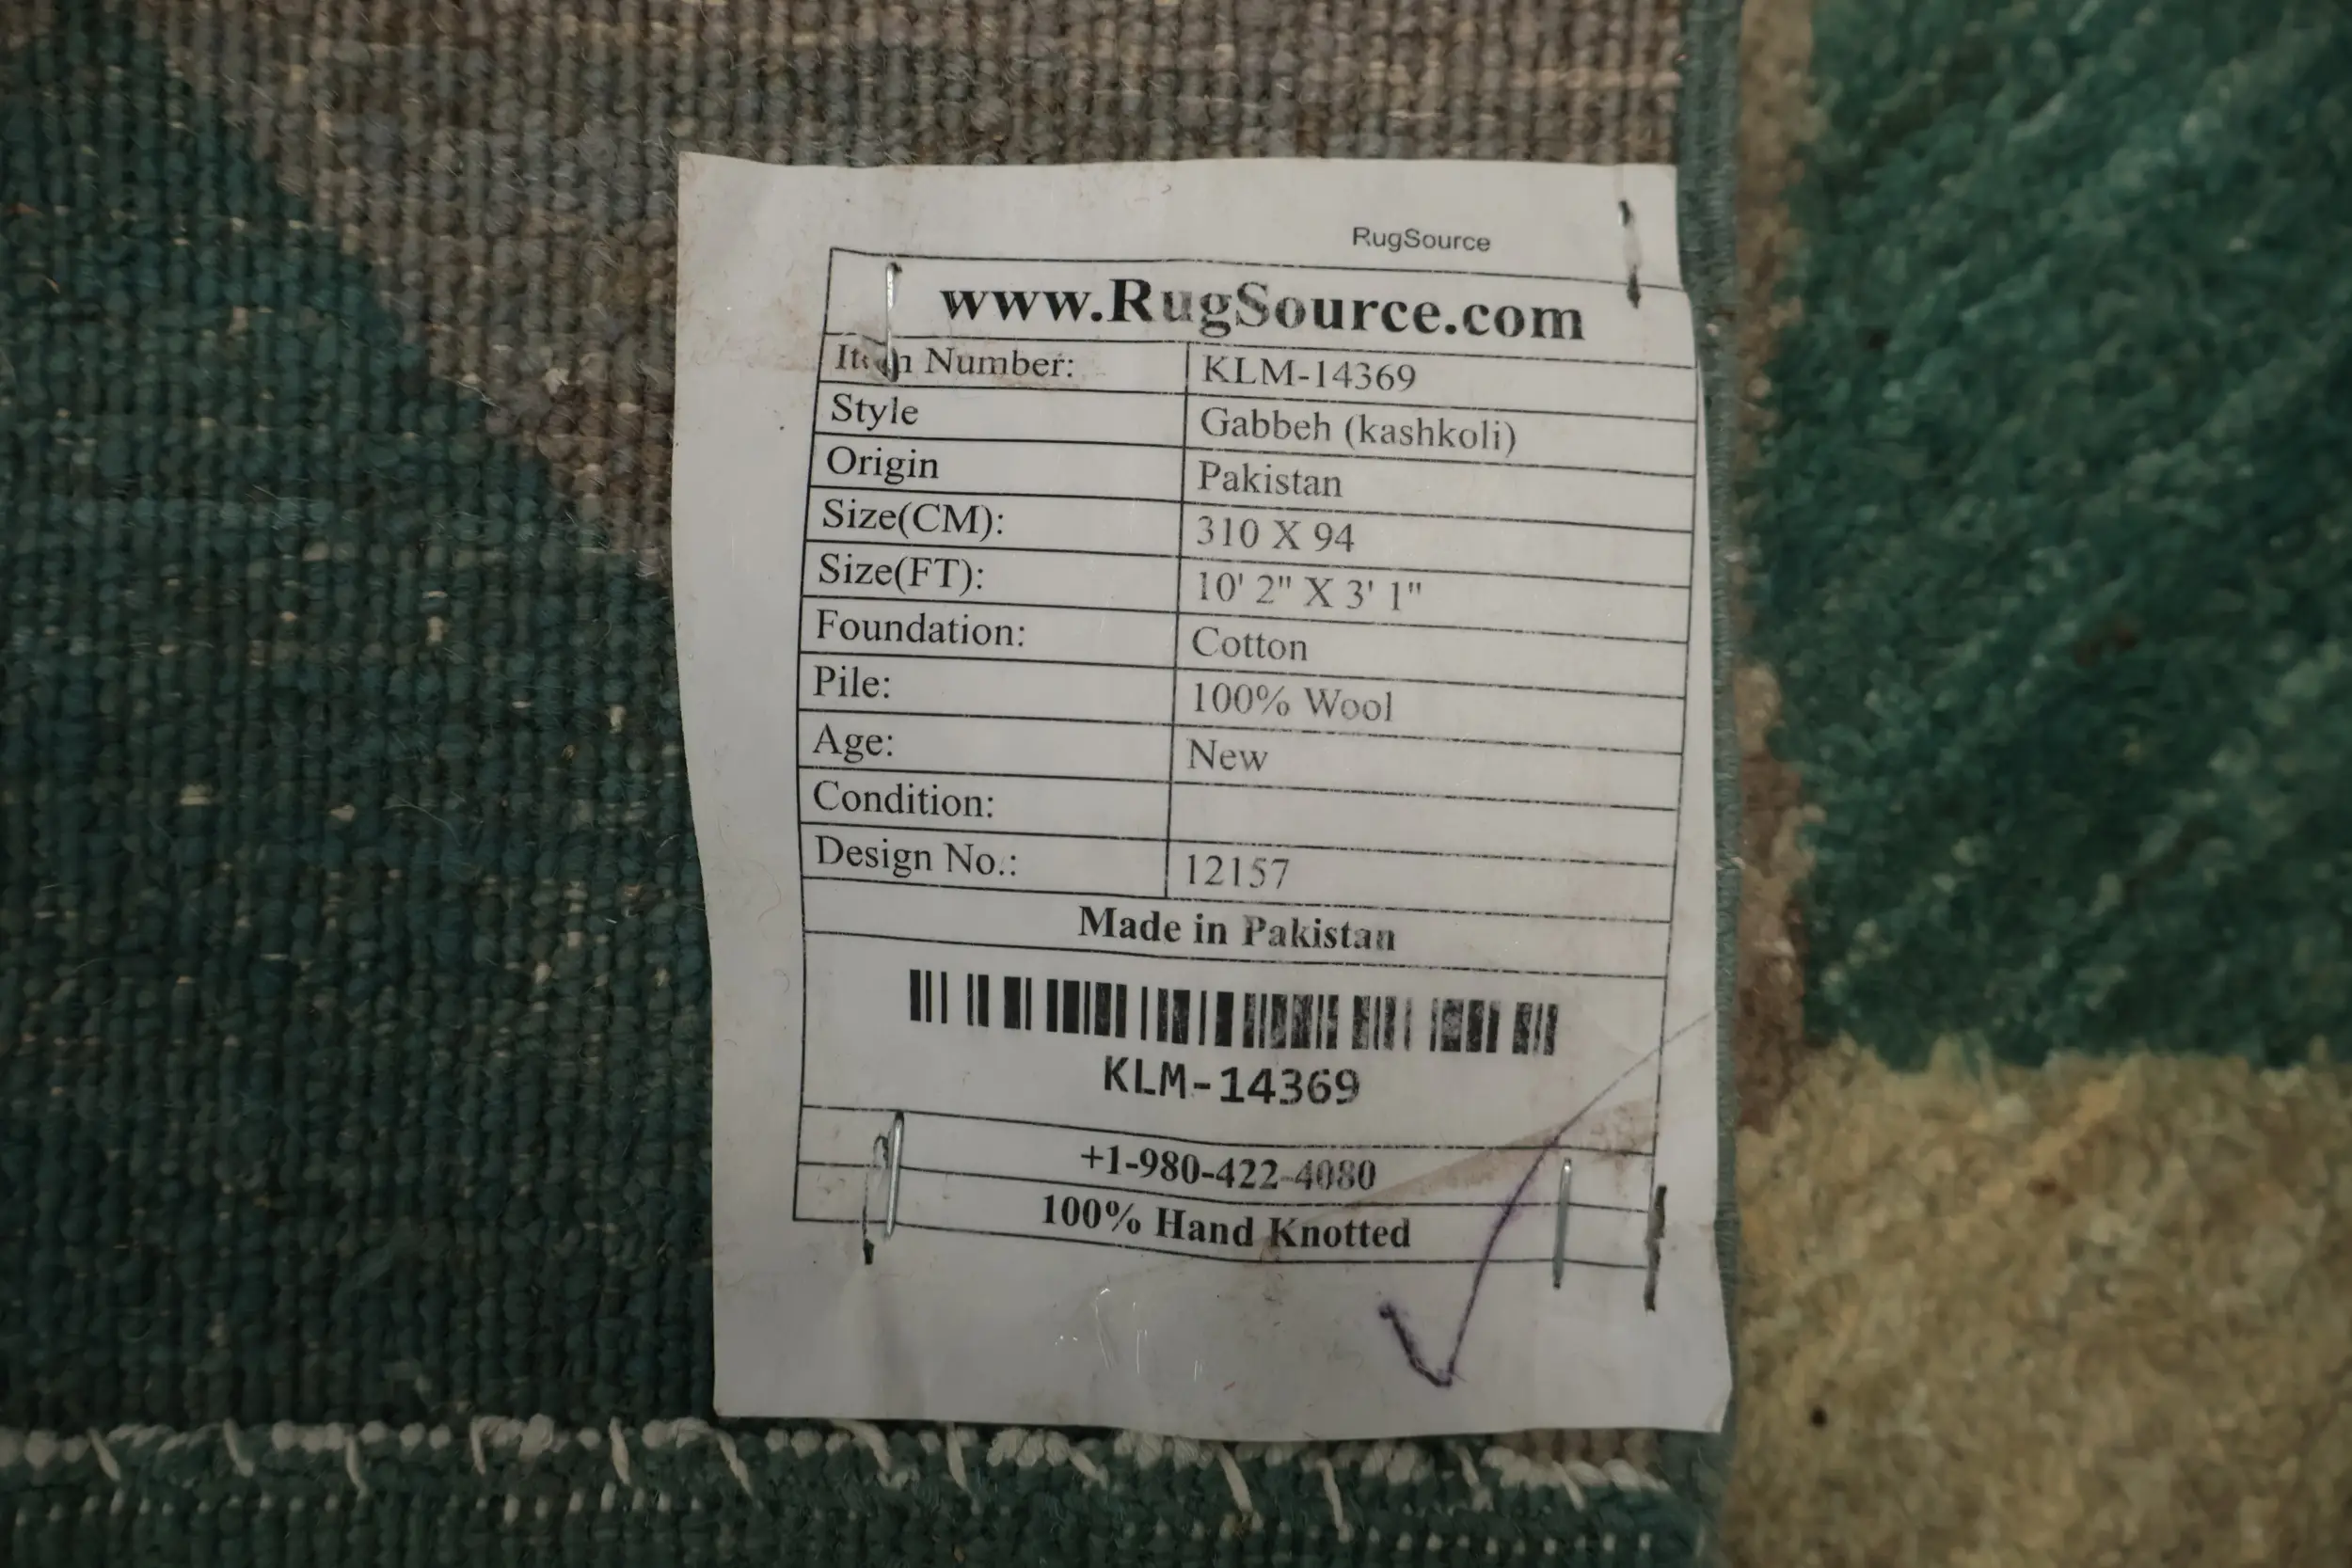 RugSource
www.RugSource.com
Item Number: KLM-14369
Style Gabbeh (kashkoli)
Origin Pakistan
Size(CM): 310 X 94
Size(FT): 10' 2" X 3' 1"
Foundation: Cotton
Pile: 100% Wool
Age: New
Condition:
Design No.: 12157
Made in Pakistan
KLM-14369
+1-980-422-4080
100% Hand Knotted